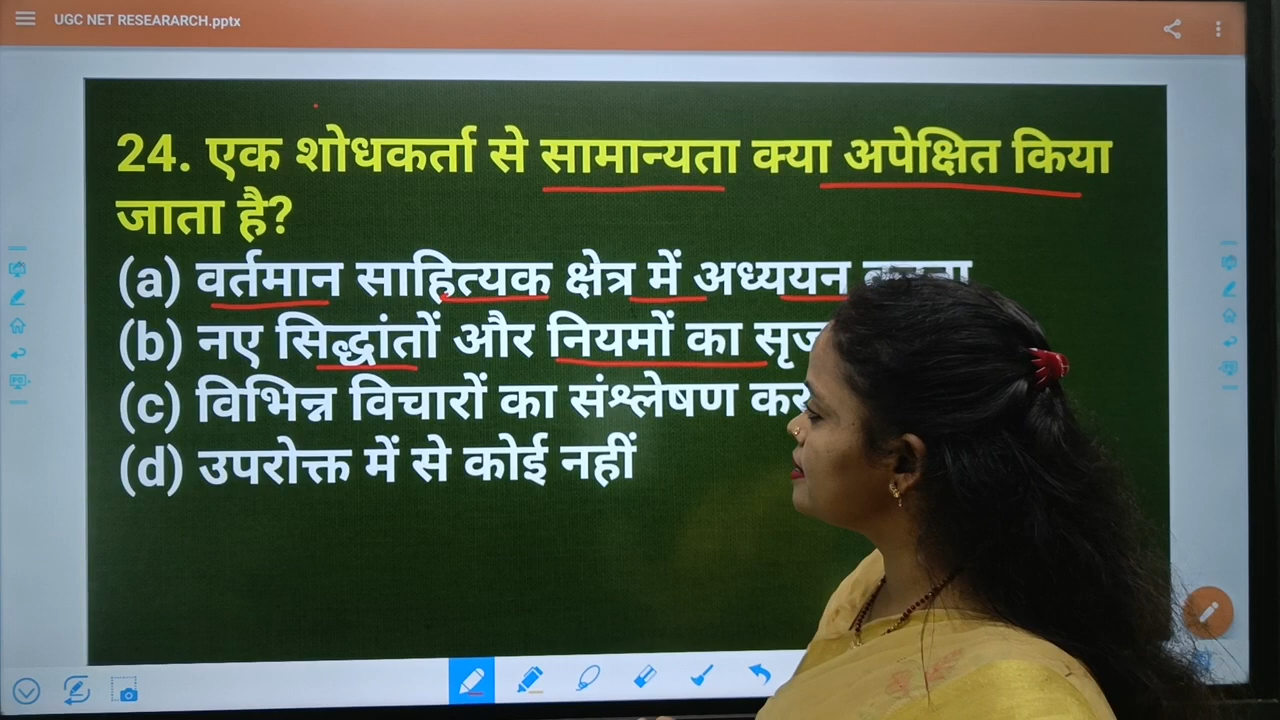 UGC NET RESEARARCH.pptx
24. एक शोधकर्ता से सामान्यता क्या अपेक्षित किया
जाता है?
(a) वर्तमान साहित्यक क्षेत्र में अध्ययन
(b) नए सिद्धांतों और नियमों का
(c) विभिन्न विचारों का संश्लेषण
(d) उपरोक्त में से कोई नहीं